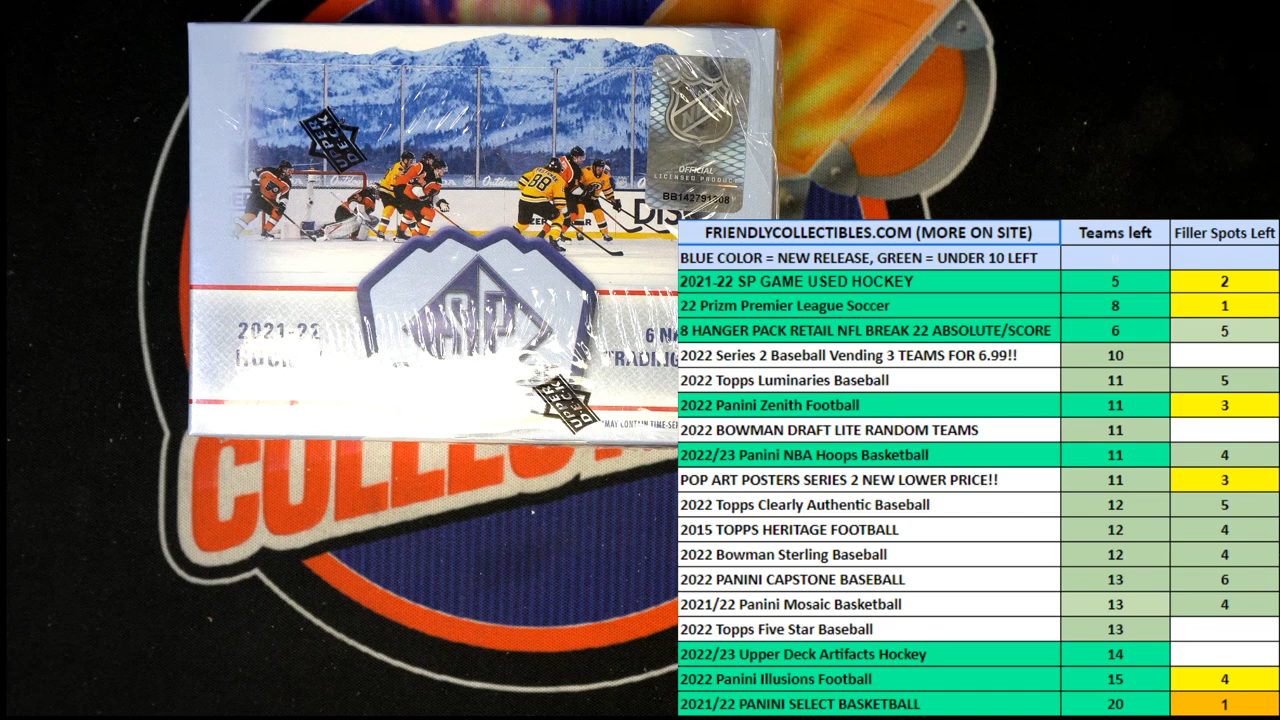 UPPER DECK
NHL
OFFICIAL
LICENSED PRODUCT
BB142791208
88
SP
2021-22
HOCKEY
UPPER DECK
COLLECT
FRIENDLYCOLLECTIBLES.COM (MORE ON SITE) Teams left Filler Spots Left
BLUE COLOR = NEW RELEASE, GREEN = UNDER 10 LEFT
2021-22 SP GAME USED HOCKEY 5 2
22 Prizm Premier League Soccer 8 1
8 HANGER PACK RETAIL NFL BREAK 22 ABSOLUTE/SCORE 6 5
2022 Series 2 Baseball Vending 3 TEAMS FOR 6.99!! 10
2022 Topps Luminaries Baseball 11 5
2022 Panini Zenith Football 11 3
2022 BOWMAN DRAFT LITE RANDOM TEAMS 11
2022/23 Panini NBA Hoops Basketball 11 4
POP ART POSTERS SERIES 2 NEW LOWER PRICE!! 11 3
2022 Topps Clearly Authentic Baseball 12 5
2015 TOPPS HERITAGE FOOTBALL 12 4
2022 Bowman Sterling Baseball 12 4
2022 PANINI CAPSTONE BASEBALL 13 6
2021/22 Panini Mosaic Basketball 13 4
2022 Topps Five Star Baseball 13
2022/23 Upper Deck Artifacts Hockey 14
2022 Panini Illusions Football 15 4
2021/22 PANINI SELECT BASKETBALL 20 1